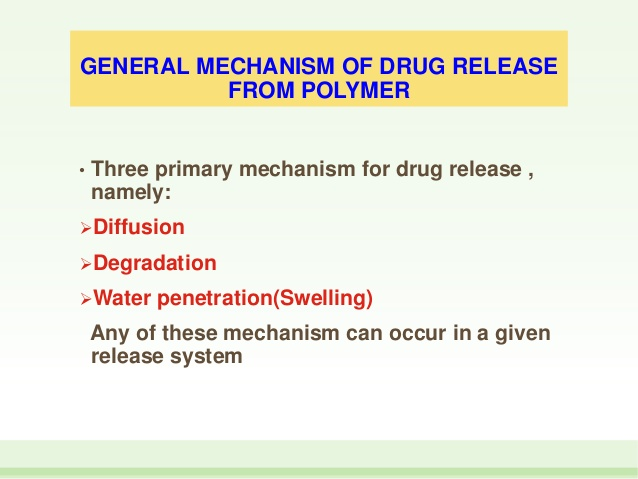 GENERAL MECHANISM OF DRUG RELEASE
FROM POLYMER
• Three primary mechanism for drug release ,
namely:
➢Diffusion
➢Degradation
➢Water penetration(Swelling)
Any of these mechanism can occur in a given
release system